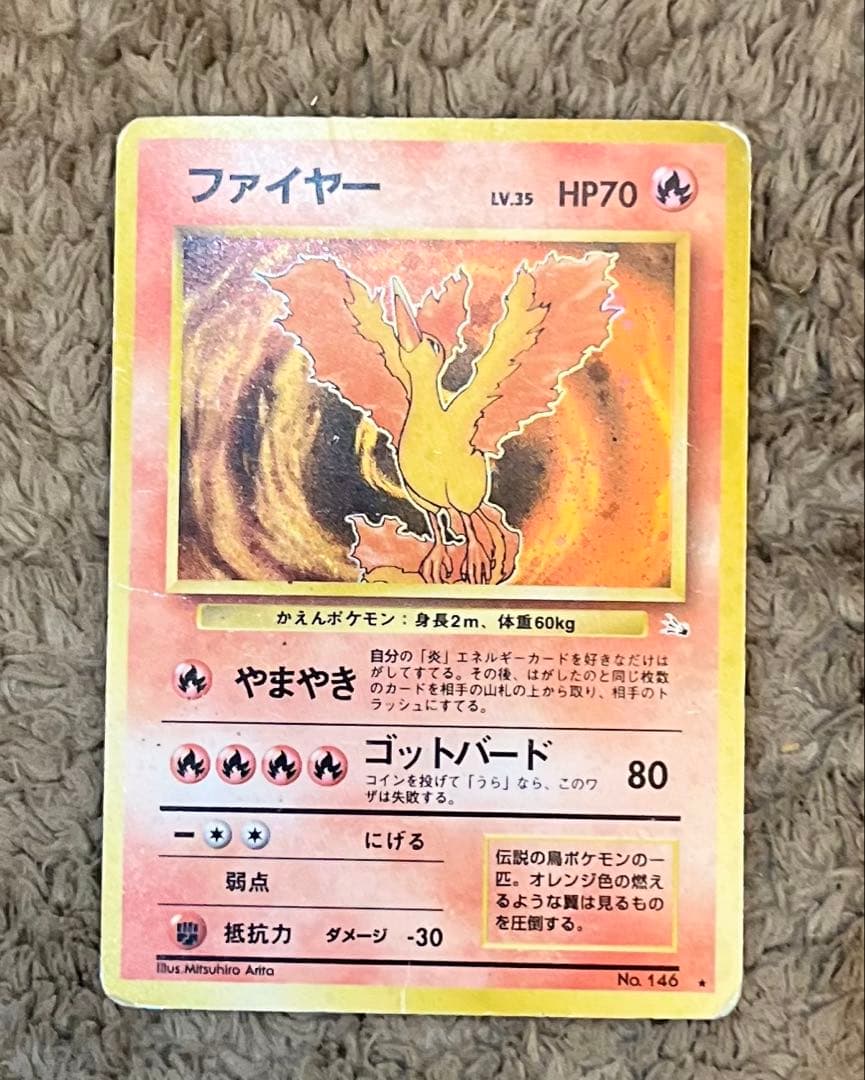 ファイヤー LV.35 HP70
かえんポケモン：身長2m、体重60kg
やまやき
自分の「炎」エネルギーカードを好きなだけは
がしてすてる。その後、はがしたのと同じ枚数
のカードを相手の山札の上から取り、相手のト
ラッシュにすてる。
ゴットバード 80
コインを投げて「うら」なら、このワ
ザは失敗する。
にげる
弱点
抵抗力 ダメージ -30
伝説の鳥ポケモンの一
匹。オレンジ色の燃え
るような翼は見るもの
を圧倒する。
Illus.Mitsuhiro Arita
No. 146 ★